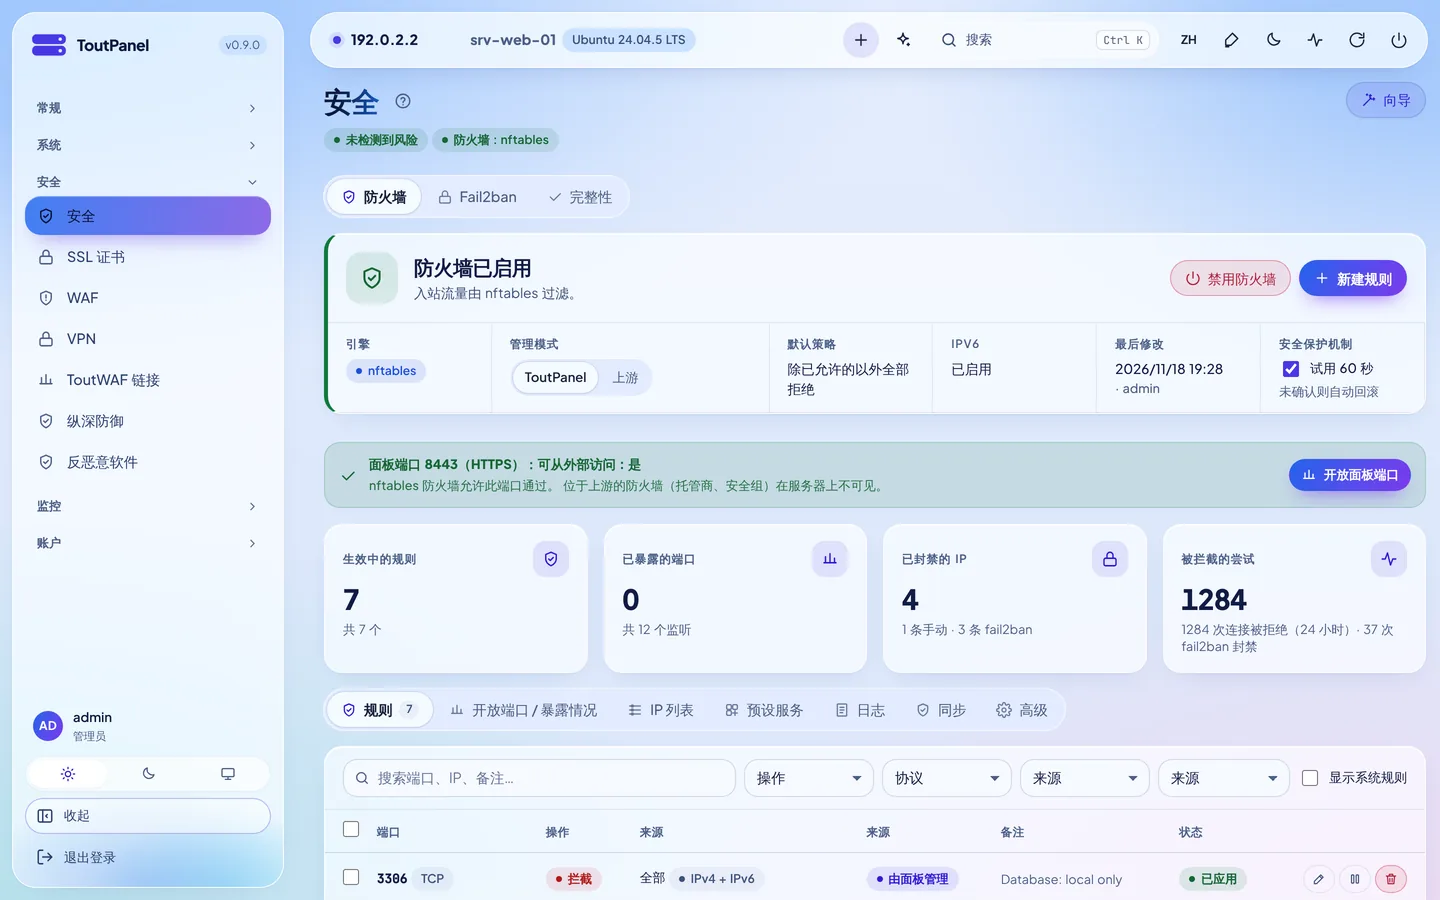 ToutPanel
v0.9.0
常规
系统
安全
安全
SSL 证书
WAF
VPN
ToutWAF 链接
纵深防御
反恶意软件
监控
账户
AD
admin
管理员
收起
退出登录
192.0.2.2
srv-web-01
Ubuntu 24.04.5 LTS
搜索
Ctrl K
ZH
安全
向导
未检测到风险
防火墙：nftables
防火墙
Fail2ban
完整性
防火墙已启用
入站流量由 nftables 过滤。
禁用防火墙
新建规则
引擎
nftables
管理模式
ToutPanel
上游
默认策略
除已允许的以外全部
拒绝
IPV6
已启用
最后修改
2026/11/18 19:28
· admin
安全保护机制
试用 60 秒
未确认则自动回滚
面板端口 8443（HTTPS）：可从外部访问：是
nftables 防火墙允许此端口通过。 位于上游的防火墙（托管商、安全组）在服务器上不可见。
开放面板端口
生效中的规则
7
共 7 个
已暴露的端口
0
共 12 个监听
已封禁的 IP
4
1 条手动 · 3 条 fail2ban
被拦截的尝试
1284
1284 次连接被拒绝（24 小时）· 37 次
fail2ban 封禁
规则
7
开放端口 / 暴露情况
IP 列表
预设服务
日志
同步
高级
搜索端口、IP、备注…
操作
协议
来源
来源
显示系统规则
端口
操作
来源
来源
备注
状态
3306
TCP
拦截
全部
IPv4 + IPv6
由面板管理
Database: local only
已应用